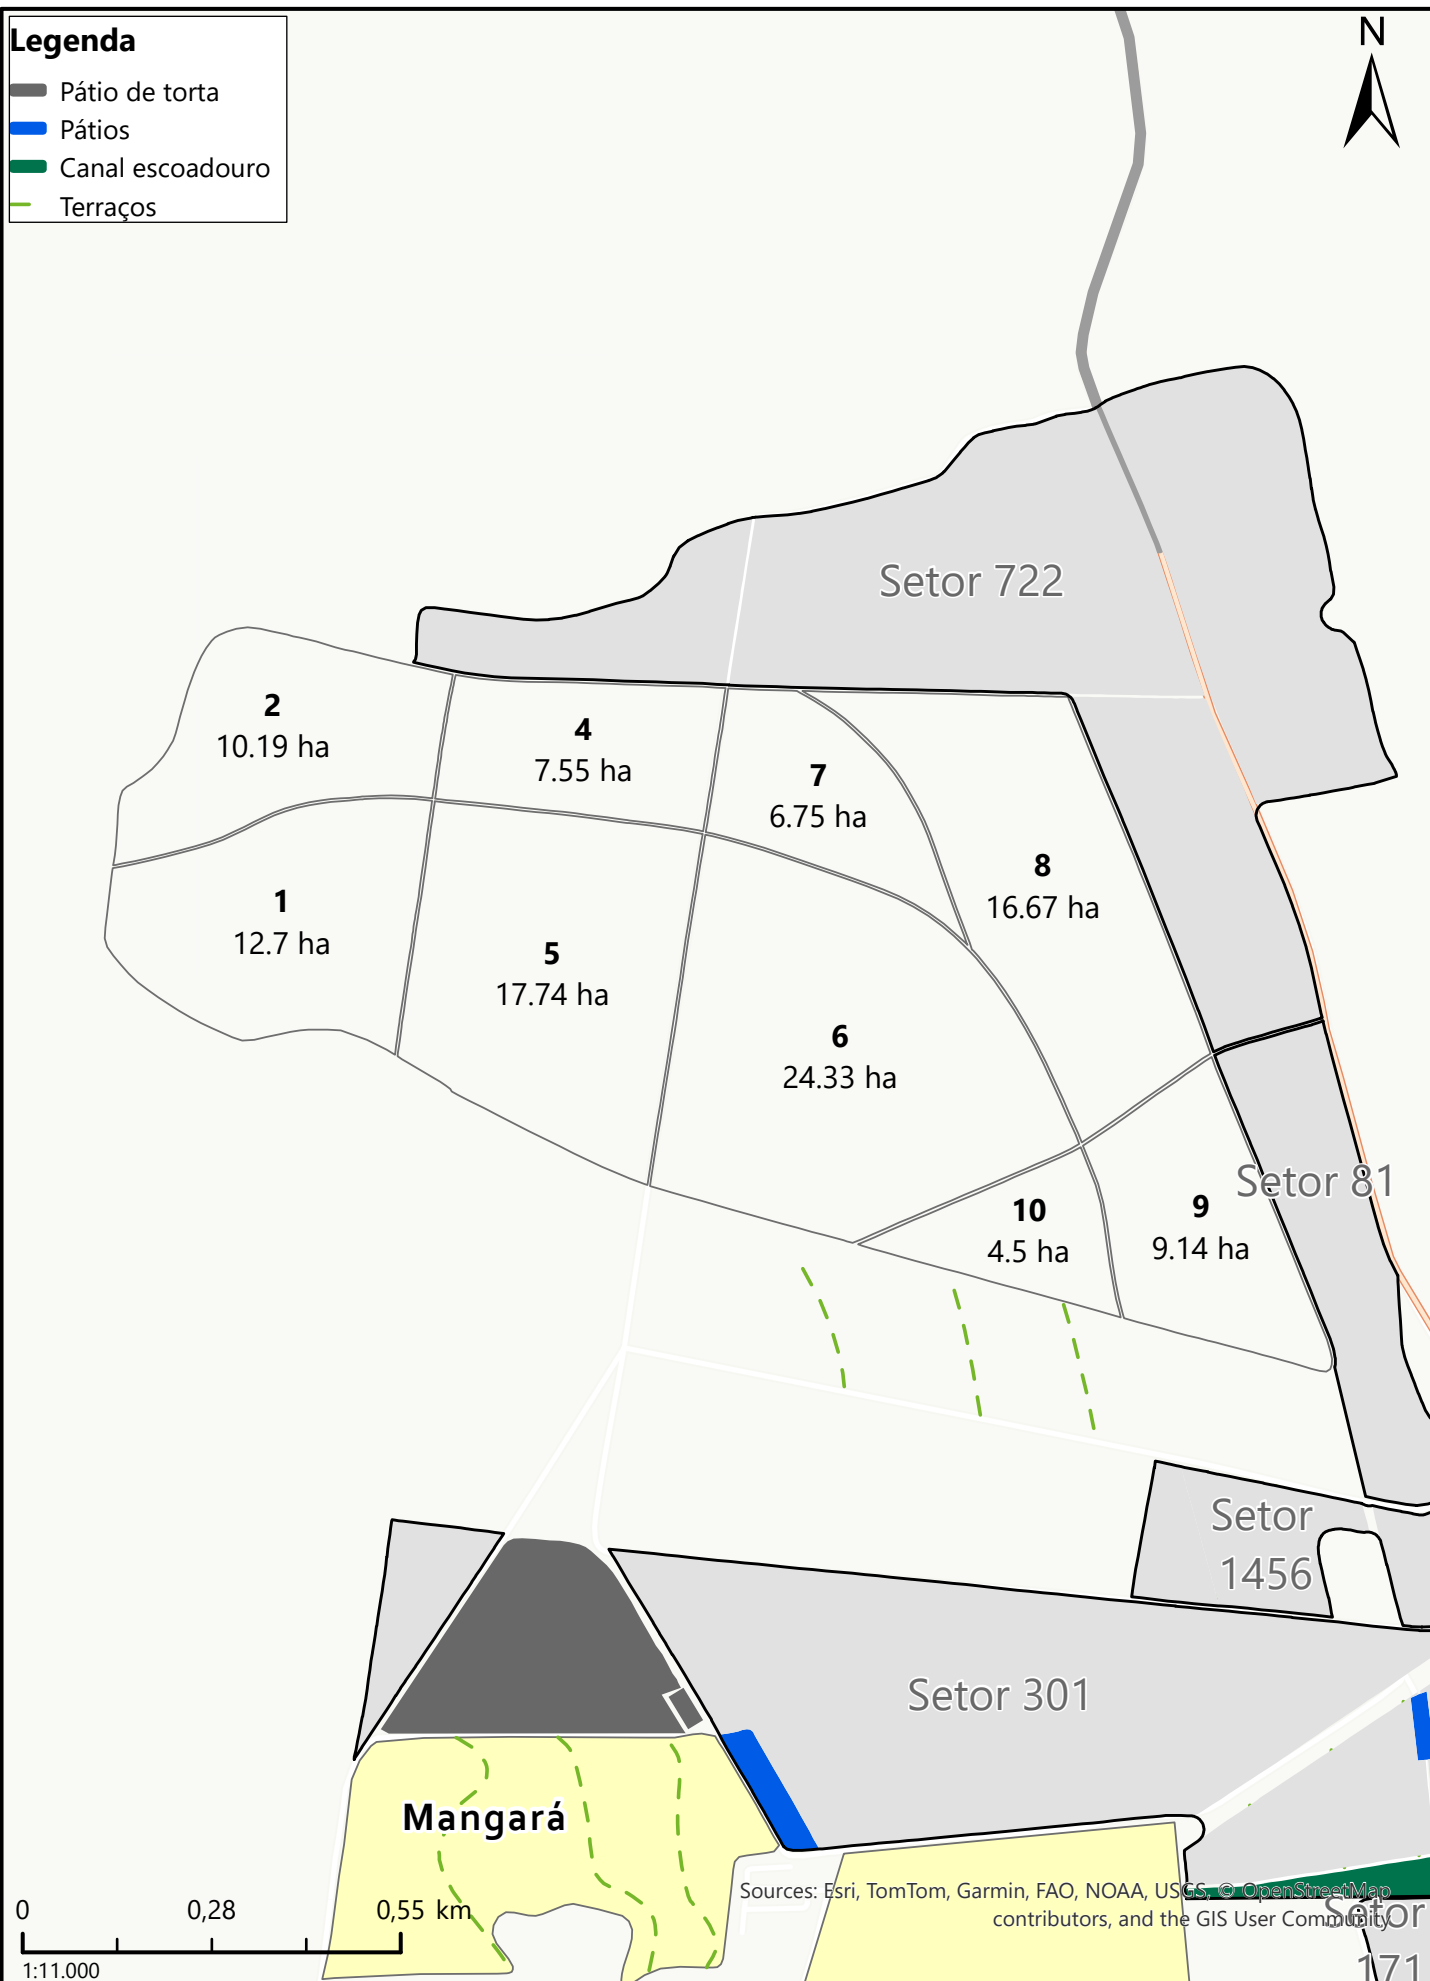 Legenda
Pátio de torta
Pátios
Canal escoadouro
Terraços
N
Setor 722
2
10.19 ha
4
7.55 ha
7
6.75 ha
8
16.67 ha
1
12.7 ha
5
17.74 ha
6
24.33 ha
Setor 81
10
4.5 ha
9
9.14 ha
Setor
1456
Setor 301
Mangará
Sources: Esri, TomTom, Garmin, FAO, NOAA, USGS, © OpenStreetMap
contributors, and the GIS User Community
Setor
171
0 0,28 0,55 km
1:11.000